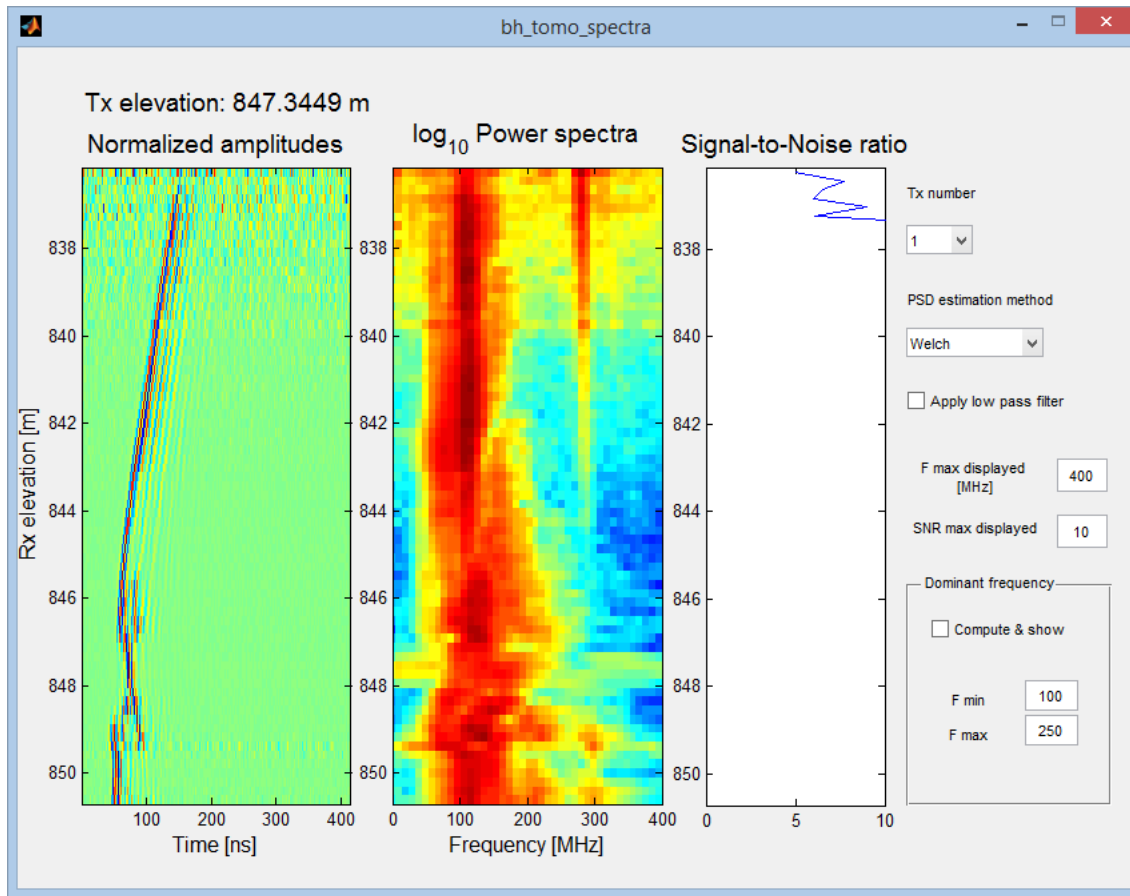 bh_tomo_spectra
Tx elevation: 847.3449 m
Normalized amplitudes
log10 Power spectra
Signal-to-Noise ratio
Rx elevation [m]
838
840
842
844
846
848
850
100
200
300
400
Time [ns]
838
840
842
844
846
848
850
0
100
200
300
400
Frequency [MHz]
838
840
842
844
846
848
850
0
5
10
Tx number
1
PSD estimation method
Welch
Apply low pass filter
F max displayed
[MHz]
400
SNR max displayed
10
Dominant frequency
Compute & show
F min
100
F max
250